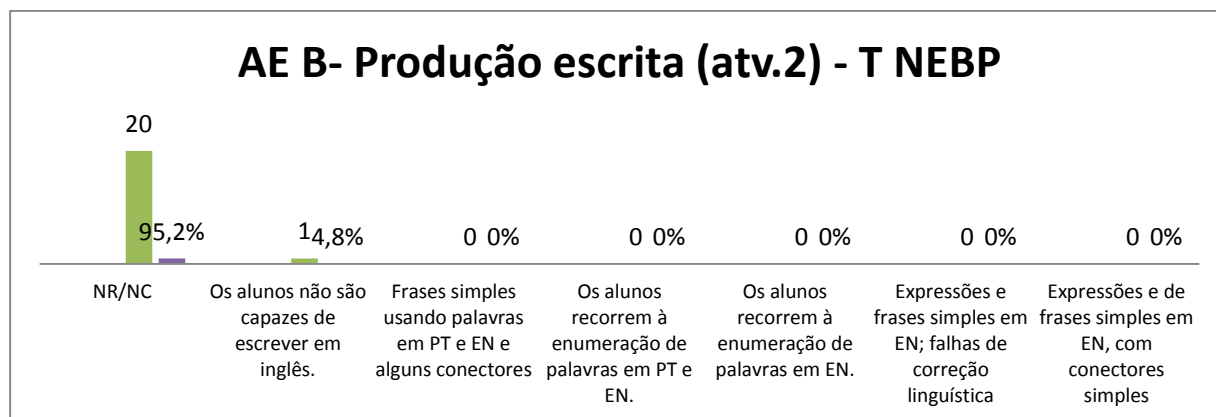 AE B- Produção escrita (atv.2) - T NEBP
20
95,2%
1
4,8%
0 0%
0 0%
0 0%
0 0%
0 0%
NR/NC
Os alunos não são
capazes de
escrever em
inglês.
Frases simples
usando palavras
em PT e EN e
alguns conectores
Os alunos
recorrem à
enumeração de
palavras em PT e
EN.
Os alunos
recorrem à
enumeração de
palavras em EN.
Expressões e
frases simples em
EN; falhas de
correção
linguística
Expressões e de
frases simples em
EN, com
conectores
simples